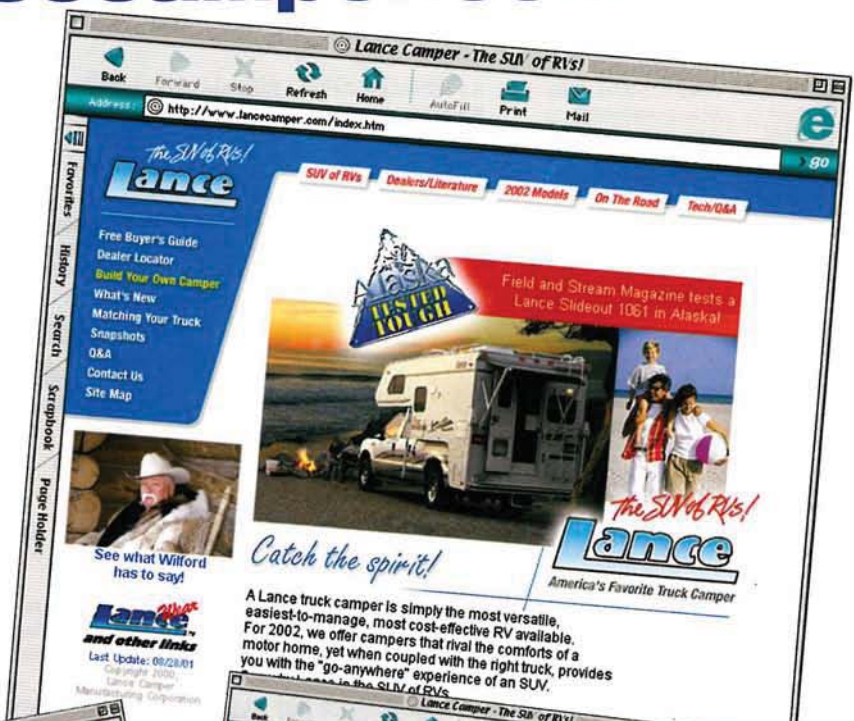 Lance Camper - The SUV of RVs!
Back Forward Stop Refresh Home AutoFill Print Mail
Address: http://www.lancecamper.com/index.htm go
Favorites
History
Search
Scrapbook
Page Holder
The SUV of RVs!
Lance
SUV of RVs Dealers/Literature 2002 Models On The Road Tech/Q&A
Free Buyer's Guide
Dealer Locator
Build Your Own Camper
What's New
Matching Your Truck
Snapshots
Q&A
Contact Us
Site Map
Alaska
TESTED
TOUGH
Field and Stream Magazine tests a
Lance Slideout 1061 in Alaska!
See what Wilford
has to say!
Lance Wear
and other links
Last Update: 08/28/01
Copyright 2000,
Lance Camper
Manufacturing Corporation
The SUV of RVs!
Lance
America's Favorite Truck Camper
Catch the spirit!
A Lance truck camper is simply the most versatile,
easiest-to-manage, most cost-effective RV available.
For 2002, we offer campers that rival the comforts of a
motor home, yet when coupled with the right truck, provides
you with the "go-anywhere" experience of an SUV.
Lance in the SUV of RVs
Lance Camper - The SUV of RVs!
Back